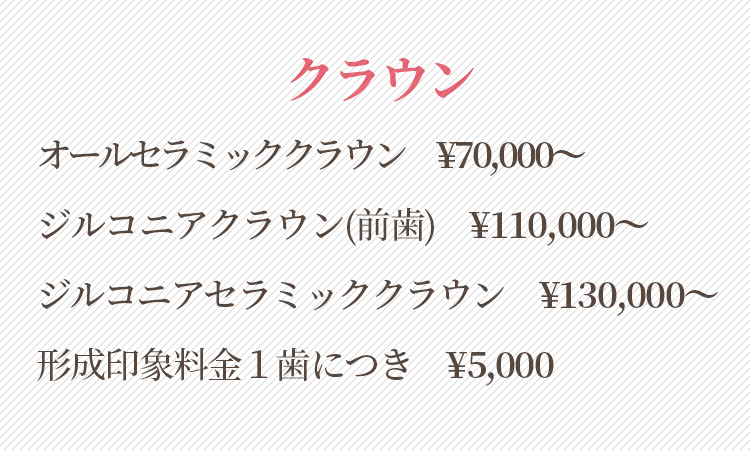 クラウン
オールセラミッククラウン ¥70,000〜
ジルコニアクラウン(前歯) ¥110,000〜
ジルコニアセラミッククラウン ¥130,000〜
形成印象料金１歯につき ¥5,000